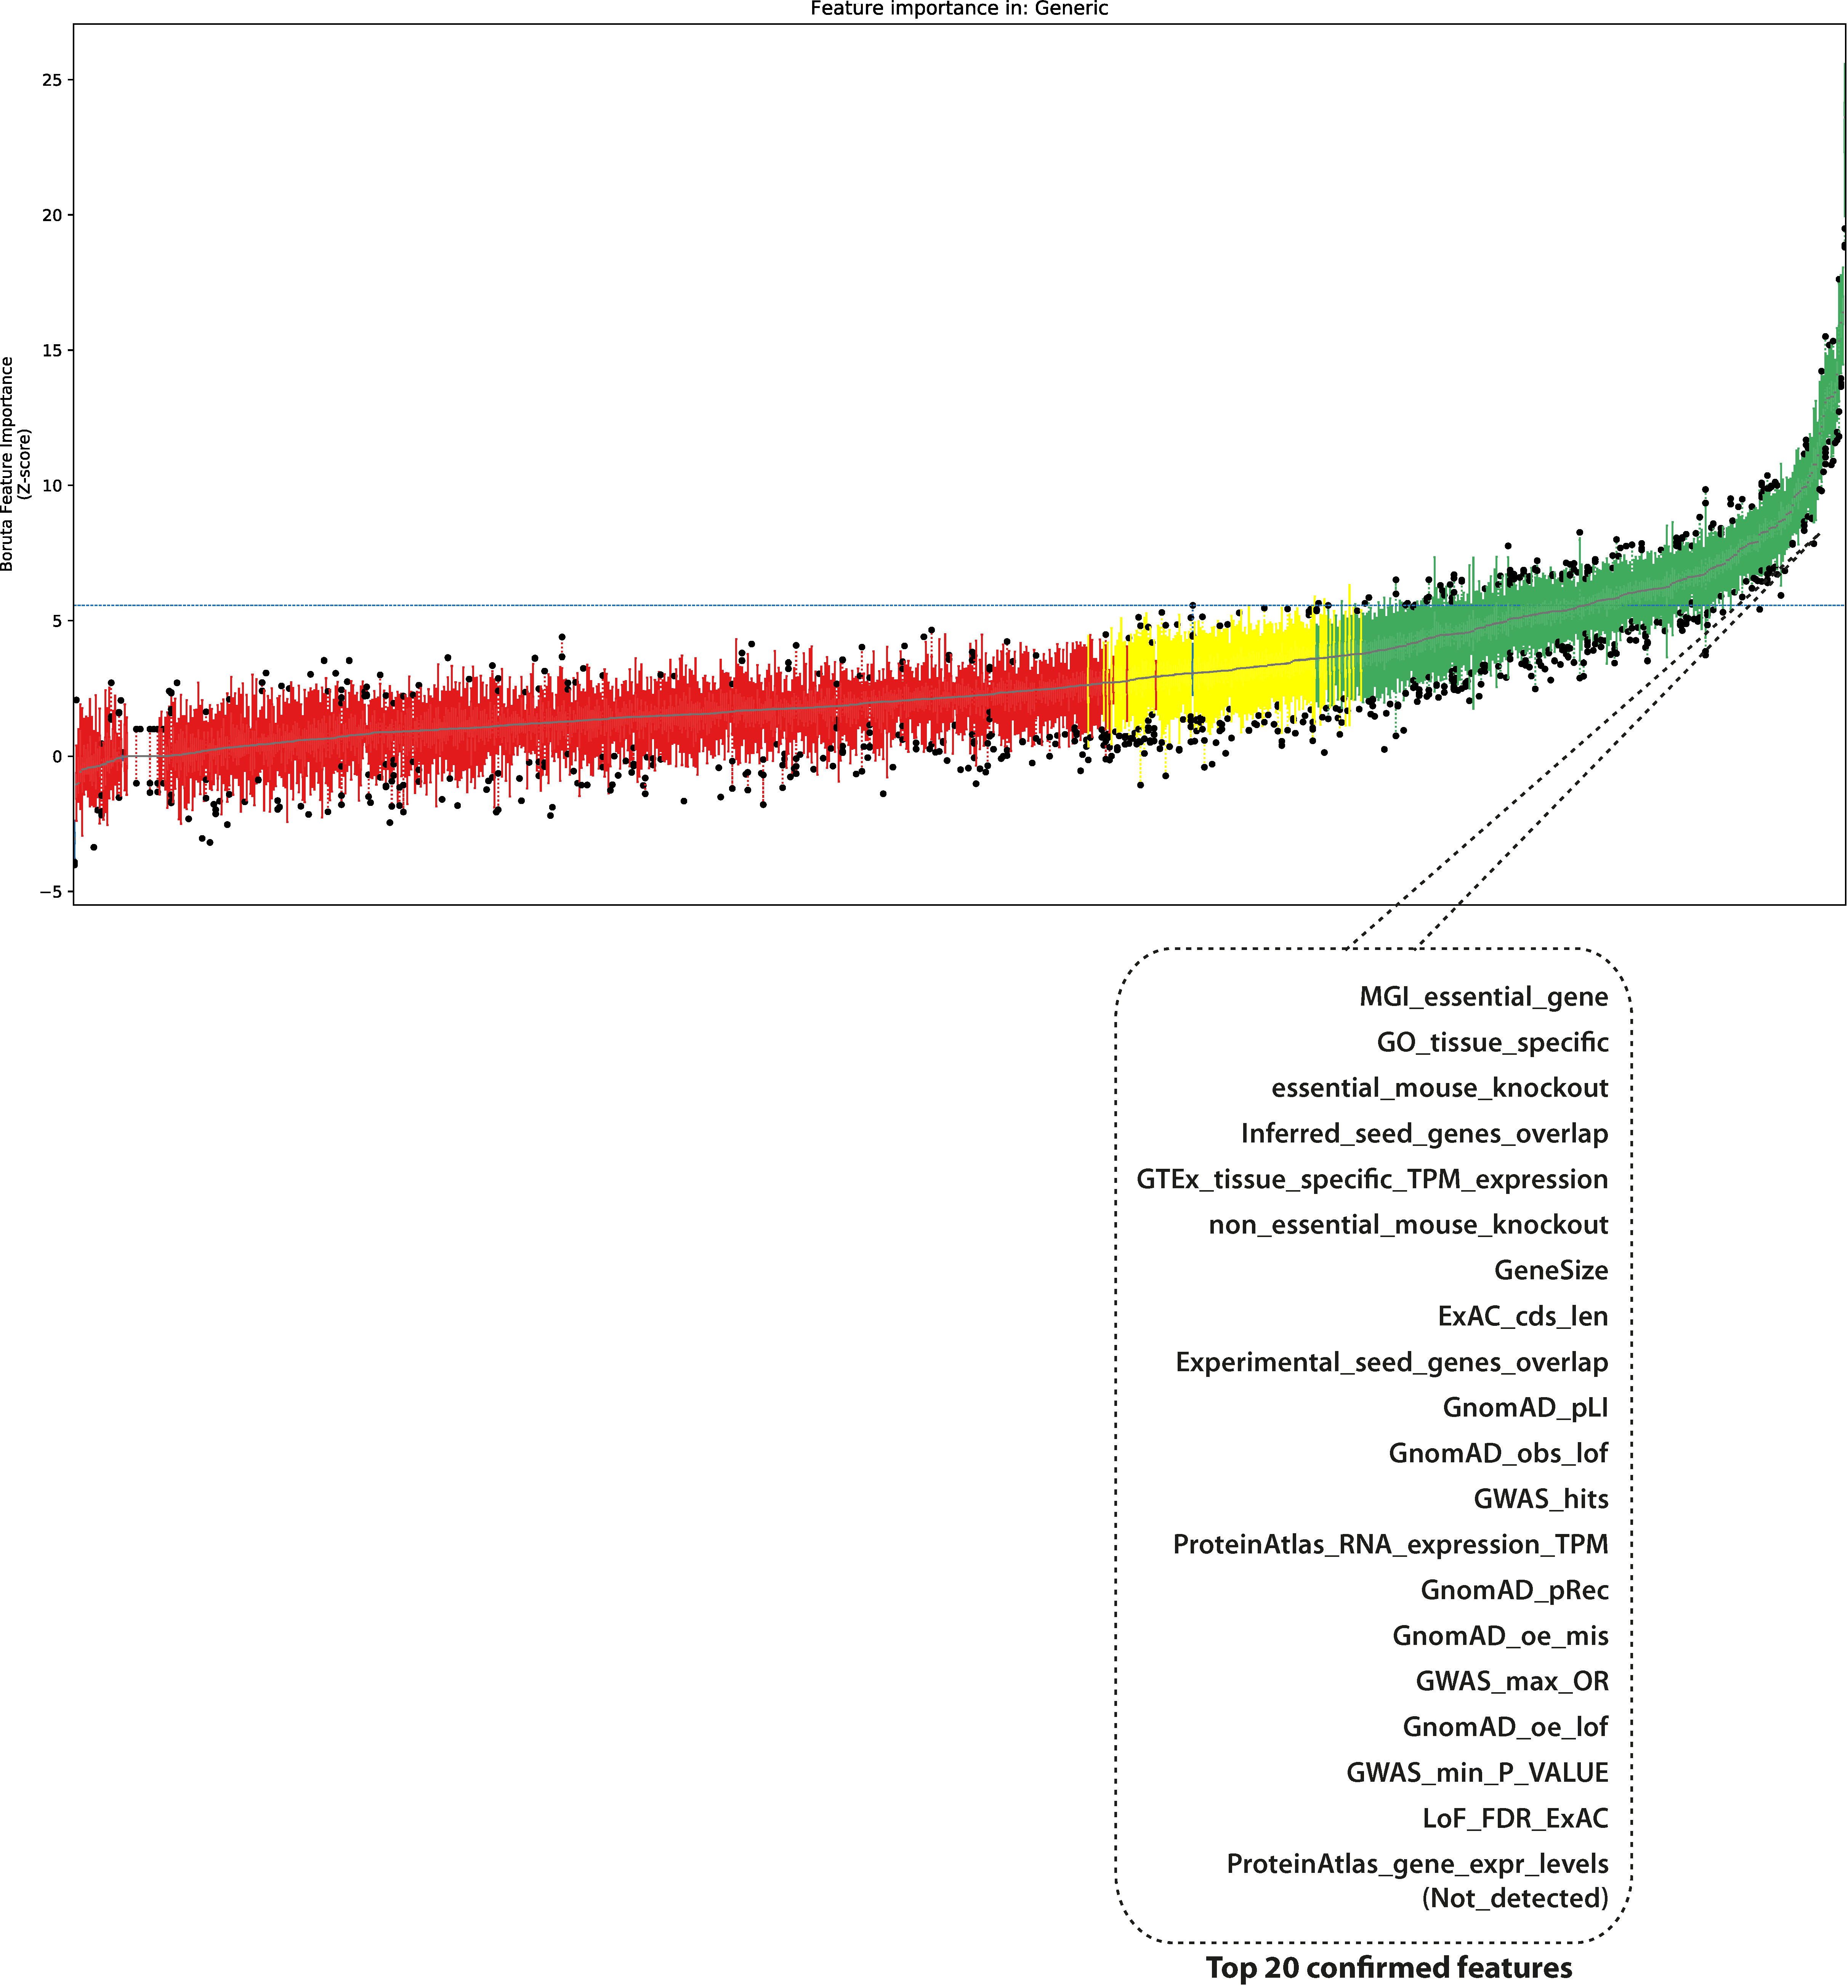 Feature importance in: Generic
Boruta Feature Importance
(Z-score)
25
20
15
10
5
0
−5
MGI_essential_gene
GO_tissue_specific
essential_mouse_knockout
Inferred_seed_genes_overlap
GTEx_tissue_specific_TPM_expression
non_essential_mouse_knockout
GeneSize
ExAC_cds_len
Experimental_seed_genes_overlap
GnomAD_pLI
GnomAD_obs_lof
GWAS_hits
ProteinAtlas_RNA_expression_TPM
GnomAD_pRec
GnomAD_oe_mis
GWAS_max_OR
GnomAD_oe_lof
GWAS_min_P_VALUE
LoF_FDR_ExAC
ProteinAtlas_gene_expr_levels
(Not_detected)
Top 20 confirmed features